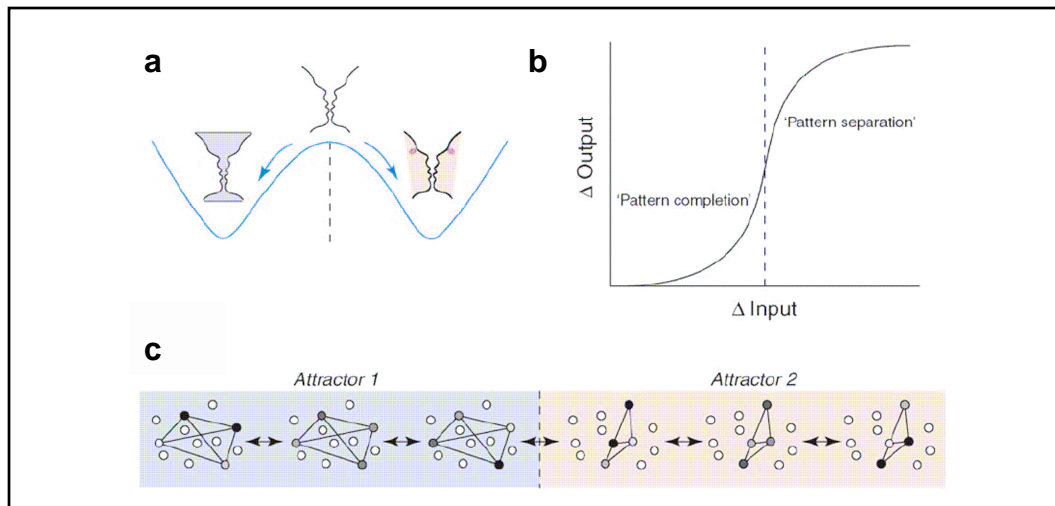 a
b
Δ Output
'Pattern separation'
'Pattern completion'
Δ Input
c
Attractor 1
Attractor 2